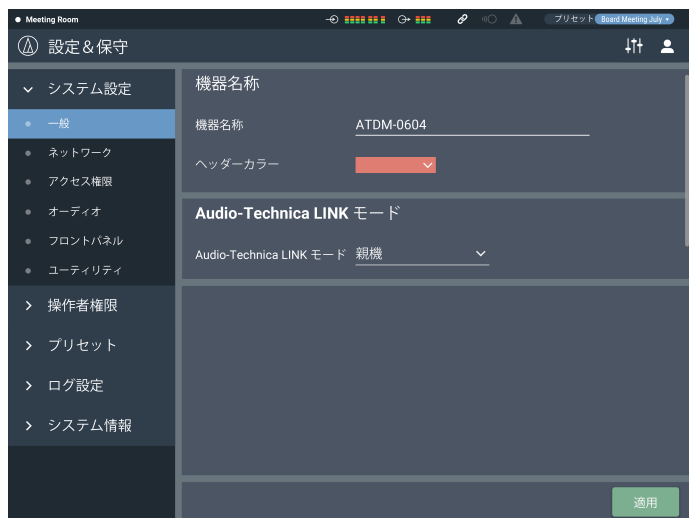 Meeting Room
プリセット Board Meeting July
設定＆保守
システム設定
一般
ネットワーク
アクセス権限
オーディオ
フロントパネル
ユーティリティ
操作者権限
プリセット
ログ設定
システム情報
機器名称
機器名称 ATDM-0604
ヘッダーカラー
Audio-Technica LINK モード
Audio-Technica LINK モード 親機
適用